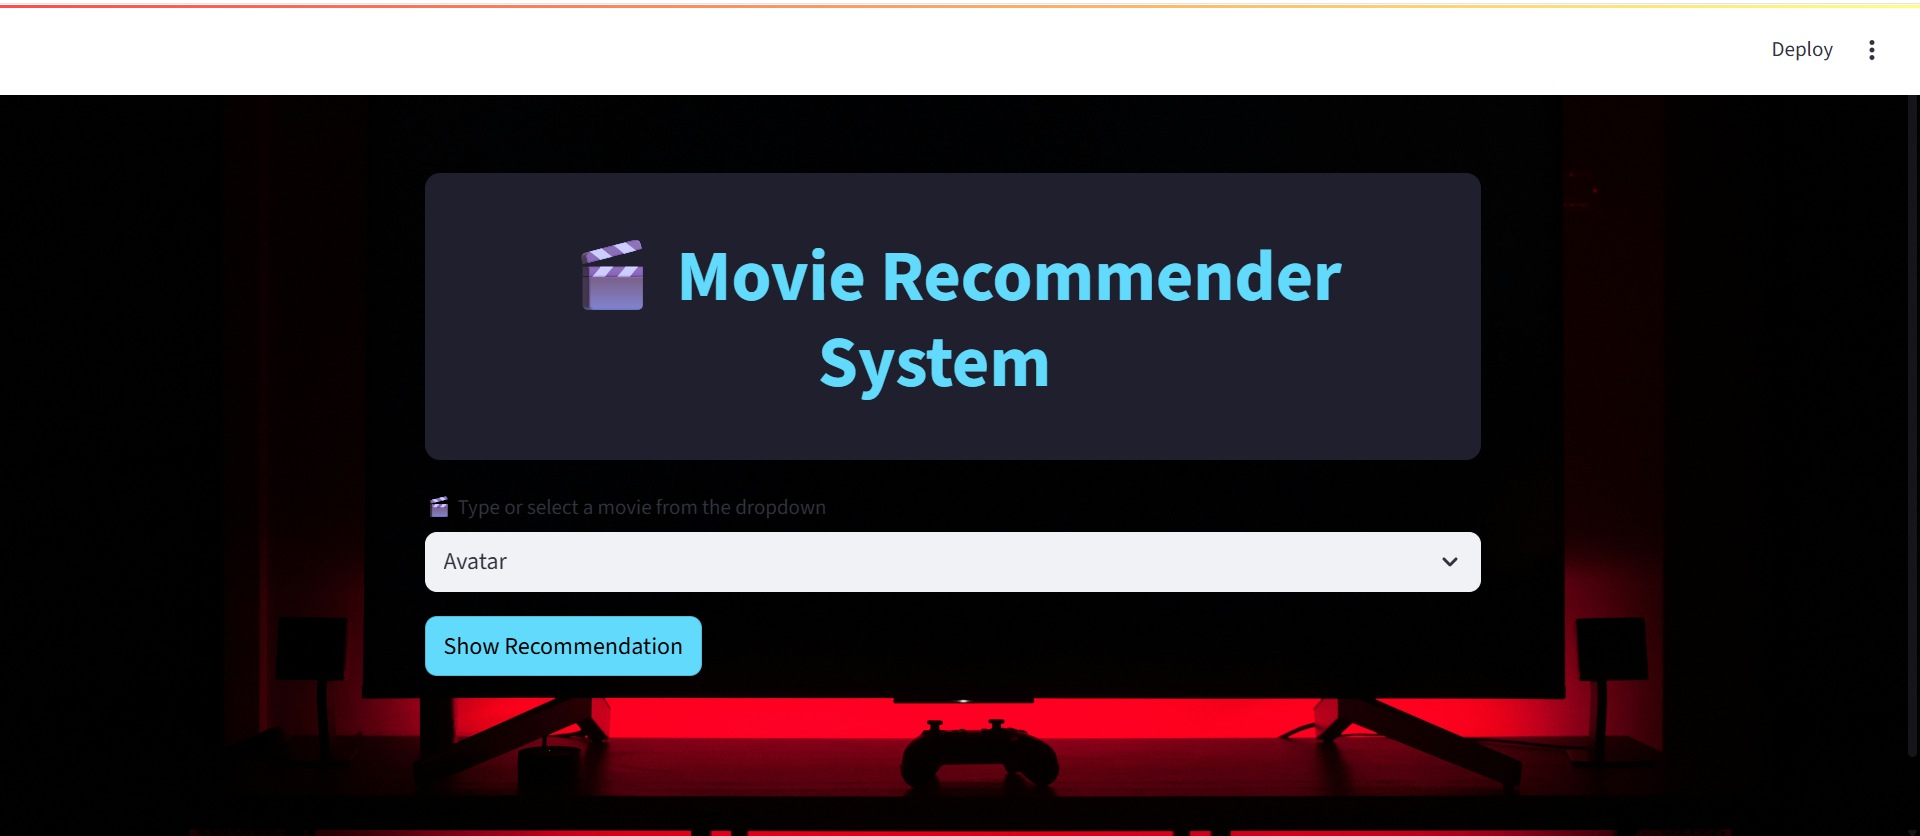 Deploy
Movie Recommender
System
Type or select a movie from the dropdown
Avatar
Show Recommendation